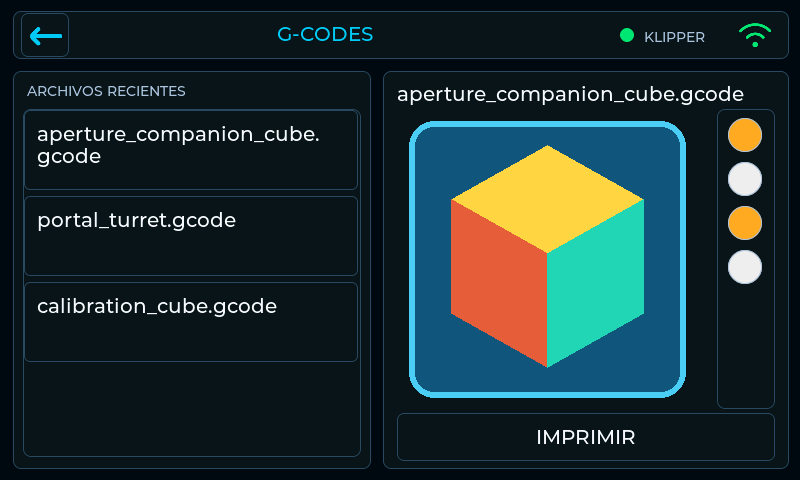 G-CODES
KLIPPER
ARCHIVOS RECIENTES
aperture_companion_cube.
gcode
portal_turret.gcode
calibration_cube.gcode
aperture_companion_cube.gcode
IMPRIMIR